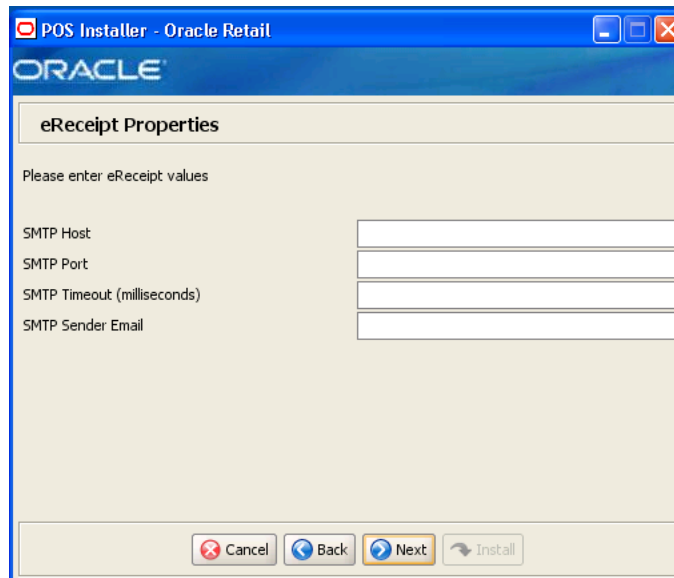 POS Installer - Oracle Retail
ORACLE
eReceipt Properties
Please enter eReceipt values
SMTP Host
SMTP Port
SMTP Timeout (milliseconds)
SMTP Sender Email
Cancel Back Next Install